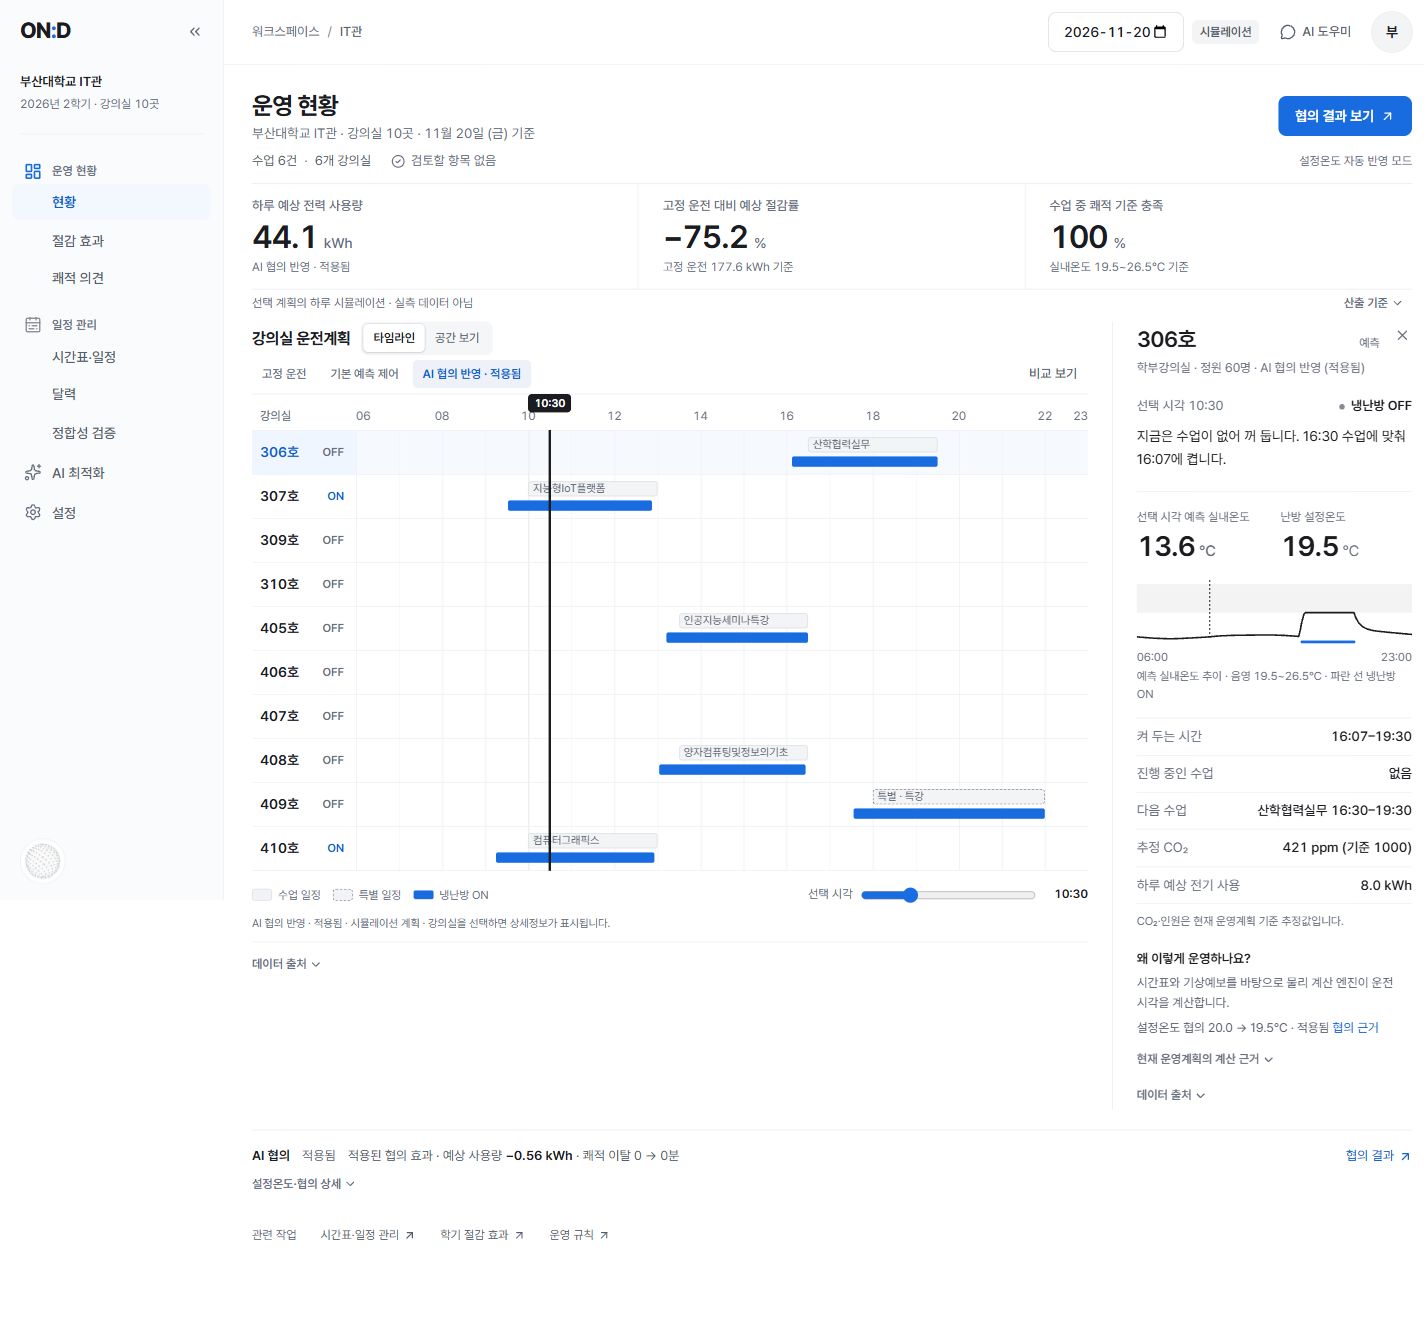 ON:D
워크스페이스 / IT관
2026-11-20
시뮬레이션
AI 도우미
부
부산대학교 IT관
2026년 2학기 · 강의실 10곳
운영 현황
현황
절감 효과
쾌적 의견
일정 관리
시간표·일정
달력
정합성 검증
AI 최적화
설정
운영 현황
부산대학교 IT관 · 강의실 10곳 · 11월 20일 (금) 기준
수업 6건 · 6개 강의실
검토할 항목 없음
협의 결과 보기
설정온도 자동 반영 모드
하루 예상 전력 사용량
44.1 kWh
AI 협의 반영 · 적용됨
고정 운전 대비 예상 절감률
−75.2 %
고정 운전 177.6 kWh 기준
수업 중 쾌적 기준 충족
100 %
실내온도 19.5~26.5°C 기준
선택 계획의 하루 시뮬레이션 · 실측 데이터 아님
산출 기준
강의실 운전계획
타임라인
공간 보기
고정 운전
기본 예측 제어
AI 협의 반영 · 적용됨
비교 보기
10:30
강의실 06 08 10 12 14 16 18 20 22 23
306호 OFF 산학협력실무
307호 ON 지능형IoT플랫폼
309호 OFF
310호 OFF
405호 OFF 인공지능세미나특강
406호 OFF
407호 OFF
408호 OFF 양자컴퓨팅및정보의기초
409호 OFF 특별 · 특강
410호 ON 컴퓨터그래픽스
수업 일정
특별 일정
냉난방 ON
선택 시각
10:30
AI 협의 반영 · 적용됨 · 시뮬레이션 계획 · 강의실을 선택하면 상세정보가 표시됩니다.
데이터 출처
306호
예측
학부강의실 · 정원 60명 · AI 협의 반영 (적용됨)
선택 시각 10:30
냉난방 OFF
지금은 수업이 없어 꺼 둡니다. 16:30 수업에 맞춰
16:07에 켭니다.
선택 시각 예측 실내온도
13.6 °C
난방 설정온도
19.5 °C
06:00
23:00
예측 실내온도 추이 · 음영 19.5~26.5°C · 파란 선 냉난방
ON
켜 두는 시간 16:07–19:30
진행 중인 수업 없음
다음 수업 산학협력실무 16:30–19:30
추정 CO₂ 421 ppm (기준 1000)
하루 예상 전기 사용 8.0 kWh
CO₂·인원은 현재 운영계획 기준 추정값입니다.
왜 이렇게 운영하나요?
시간표와 기상예보를 바탕으로 물리 계산 엔진이 운전
시각을 계산합니다.
설정온도 협의 20.0 → 19.5°C · 적용됨 협의 근거
현재 운영계획의 계산 근거
데이터 출처
AI 협의 적용됨 적용된 협의 효과 · 예상 사용량 −0.56 kWh · 쾌적 이탈 0 → 0분
협의 결과
설정온도·협의 상세
관련 작업
시간표·일정 관리
학기 절감 효과
운영 규칙